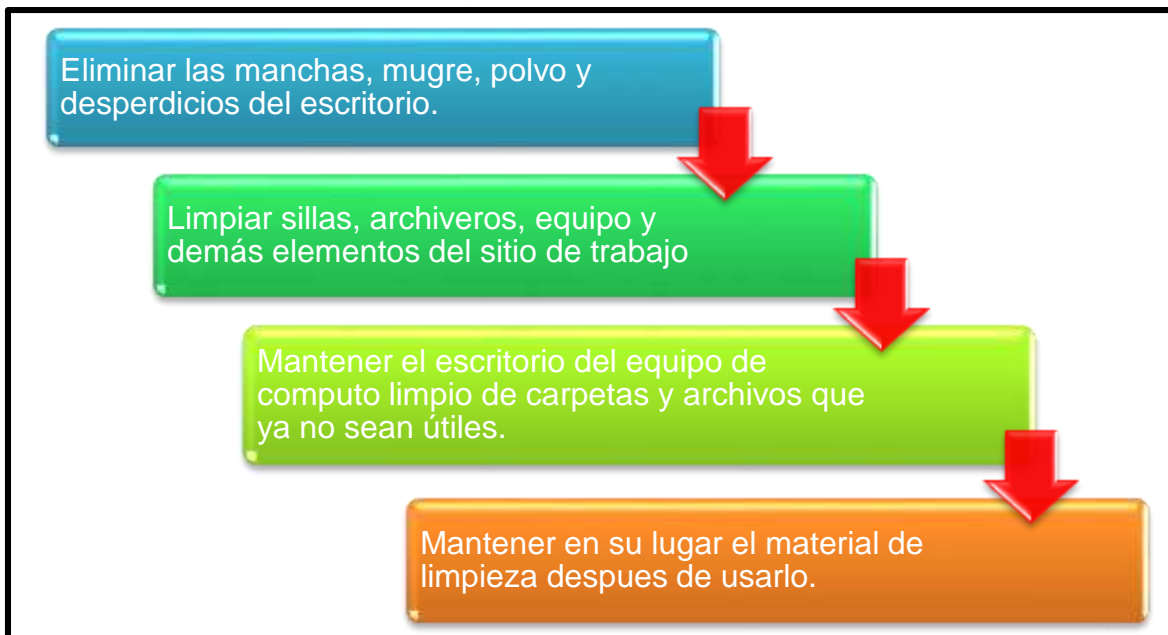 Eliminar las manchas, mugre, polvo y
desperdicios del escritorio.
Limpiar sillas, archiveros, equipo y
demás elementos del sitio de trabajo
Mantener el escritorio del equipo de
computo limpio de carpetas y archivos que
ya no sean útiles.
Mantener en su lugar el material de
limpieza despues de usarlo.